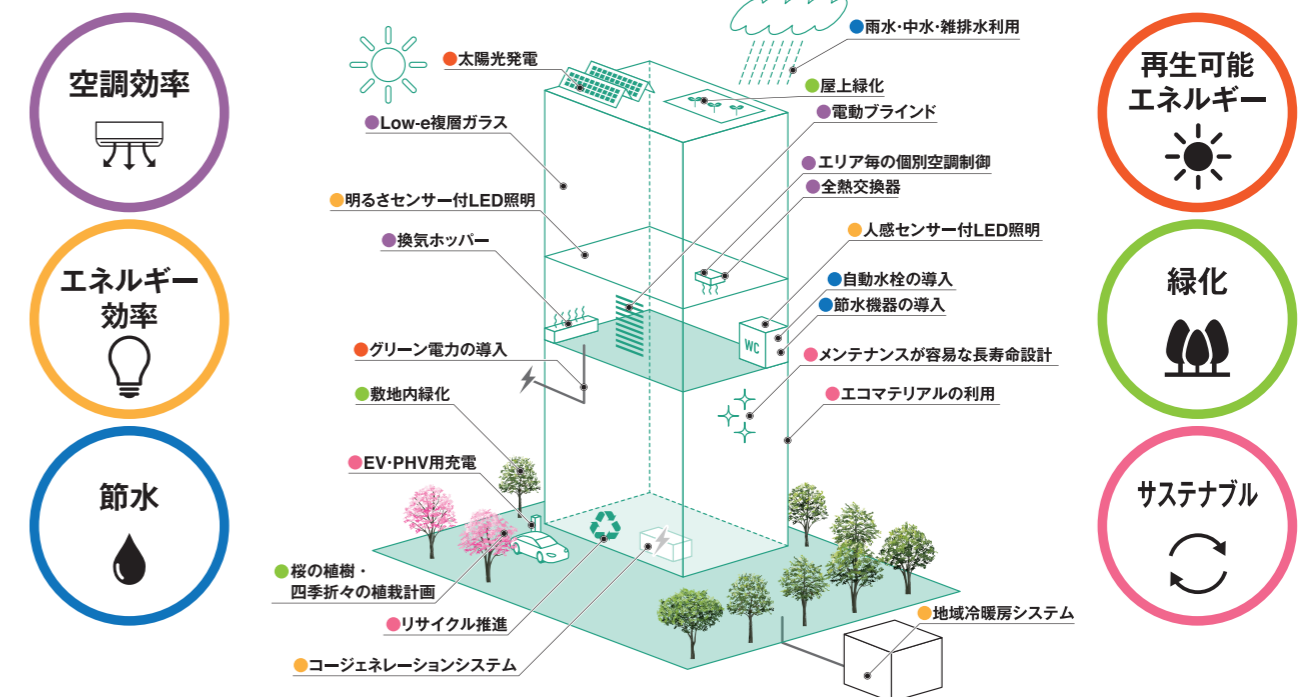 空調効率
エネルギー
効率
節水
●太陽光発電
●Low-e複層ガラス
●明るさセンサー付LED照明
●換気ホッパー
●グリーン電力の導入
●敷地内緑化
●EV・PHV用充電
●桜の植樹・
四季折々の植栽計画
●リサイクル推進
●コージェネレーションシステム
●雨水・中水・雑排水利用
●屋上緑化
●電動ブラインド
●エリア毎の個別空調制御
●全熱交換器
●人感センサー付LED照明
●自動水栓の導入
●節水機器の導入
WC
●メンテナンスが容易な長寿命設計
●エコマテリアルの利用
●地域冷暖房システム
再生可能
エネルギー
緑化
サステナブル